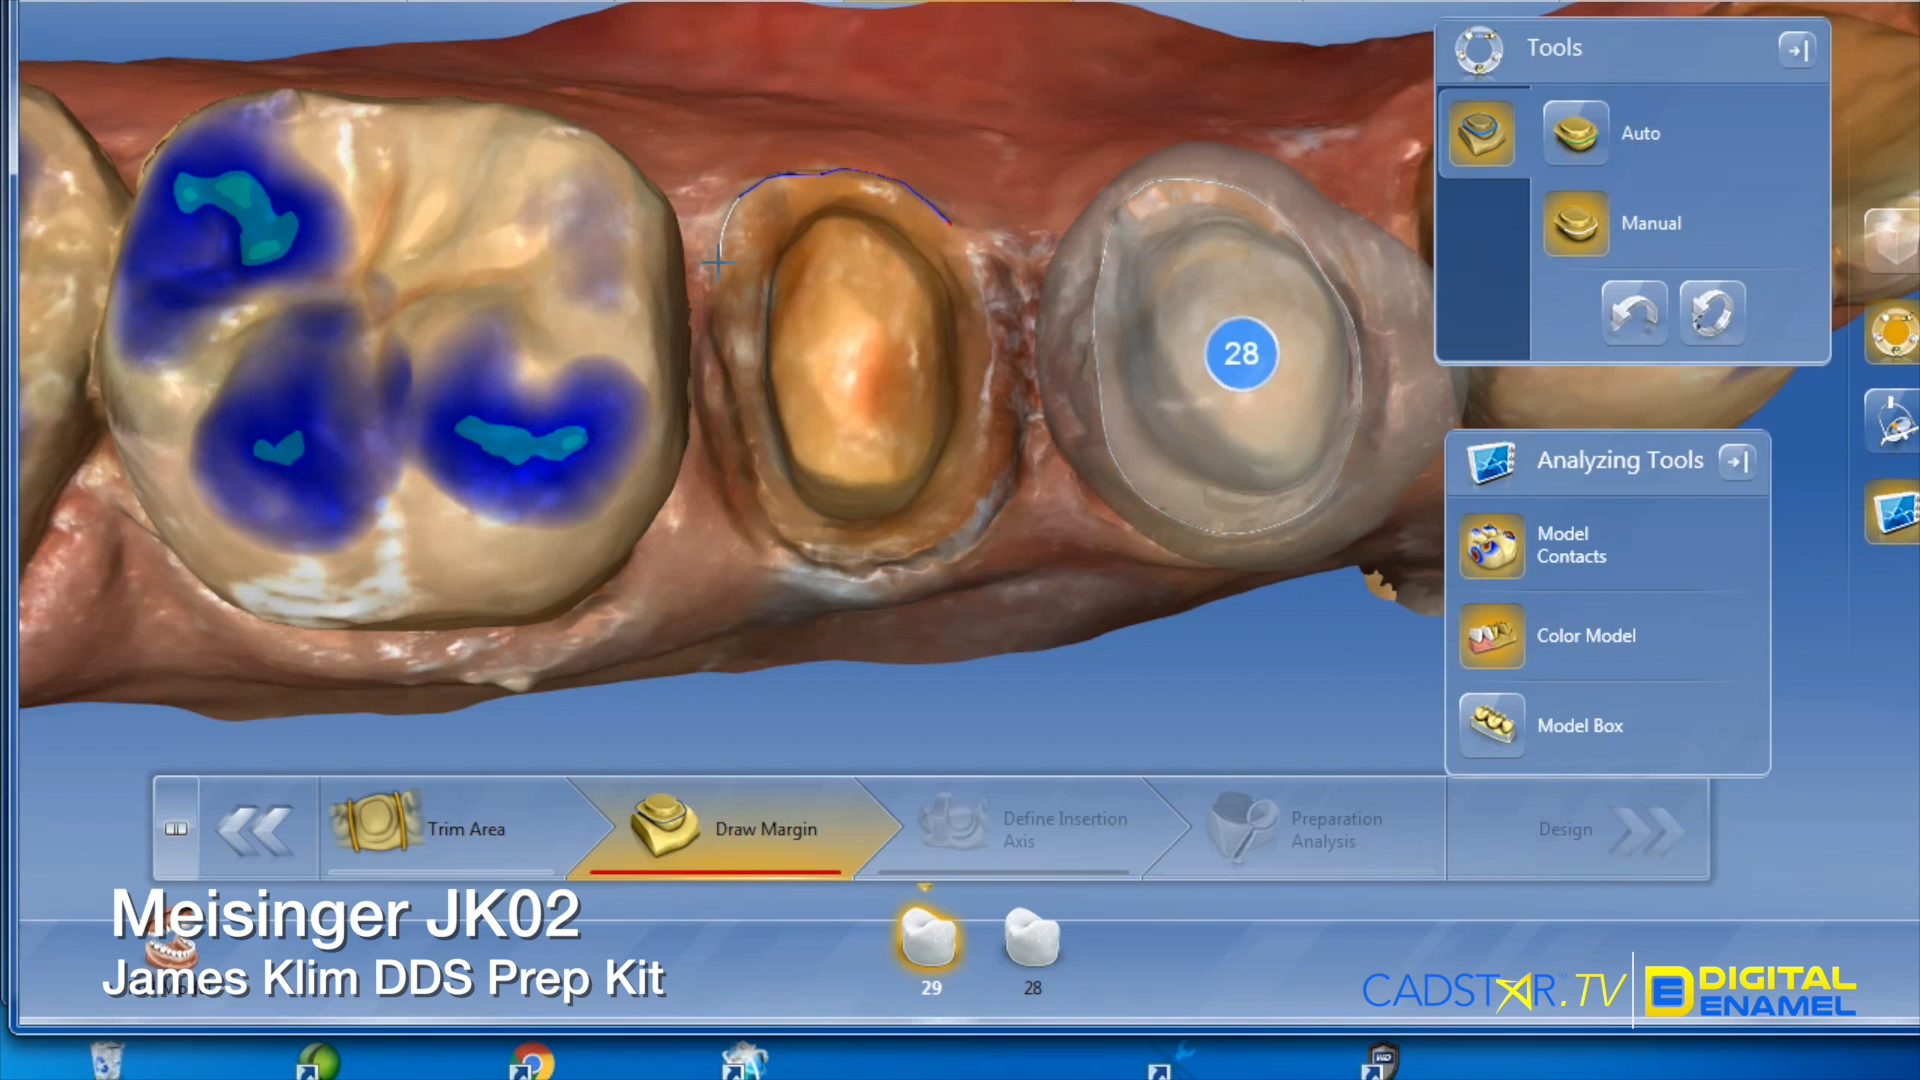 Tools
Auto
Manual
28
Analyzing Tools
Model
Contacts
Color Model
Model Box
Trim Area
Draw Margin
Define Insertion
Axis
Preparation
Analysis
Design
Meisinger JK02
James Klim DDS Prep Kit
29
28
CADSTAR.TV
DIGITAL
ENAMEL
WD